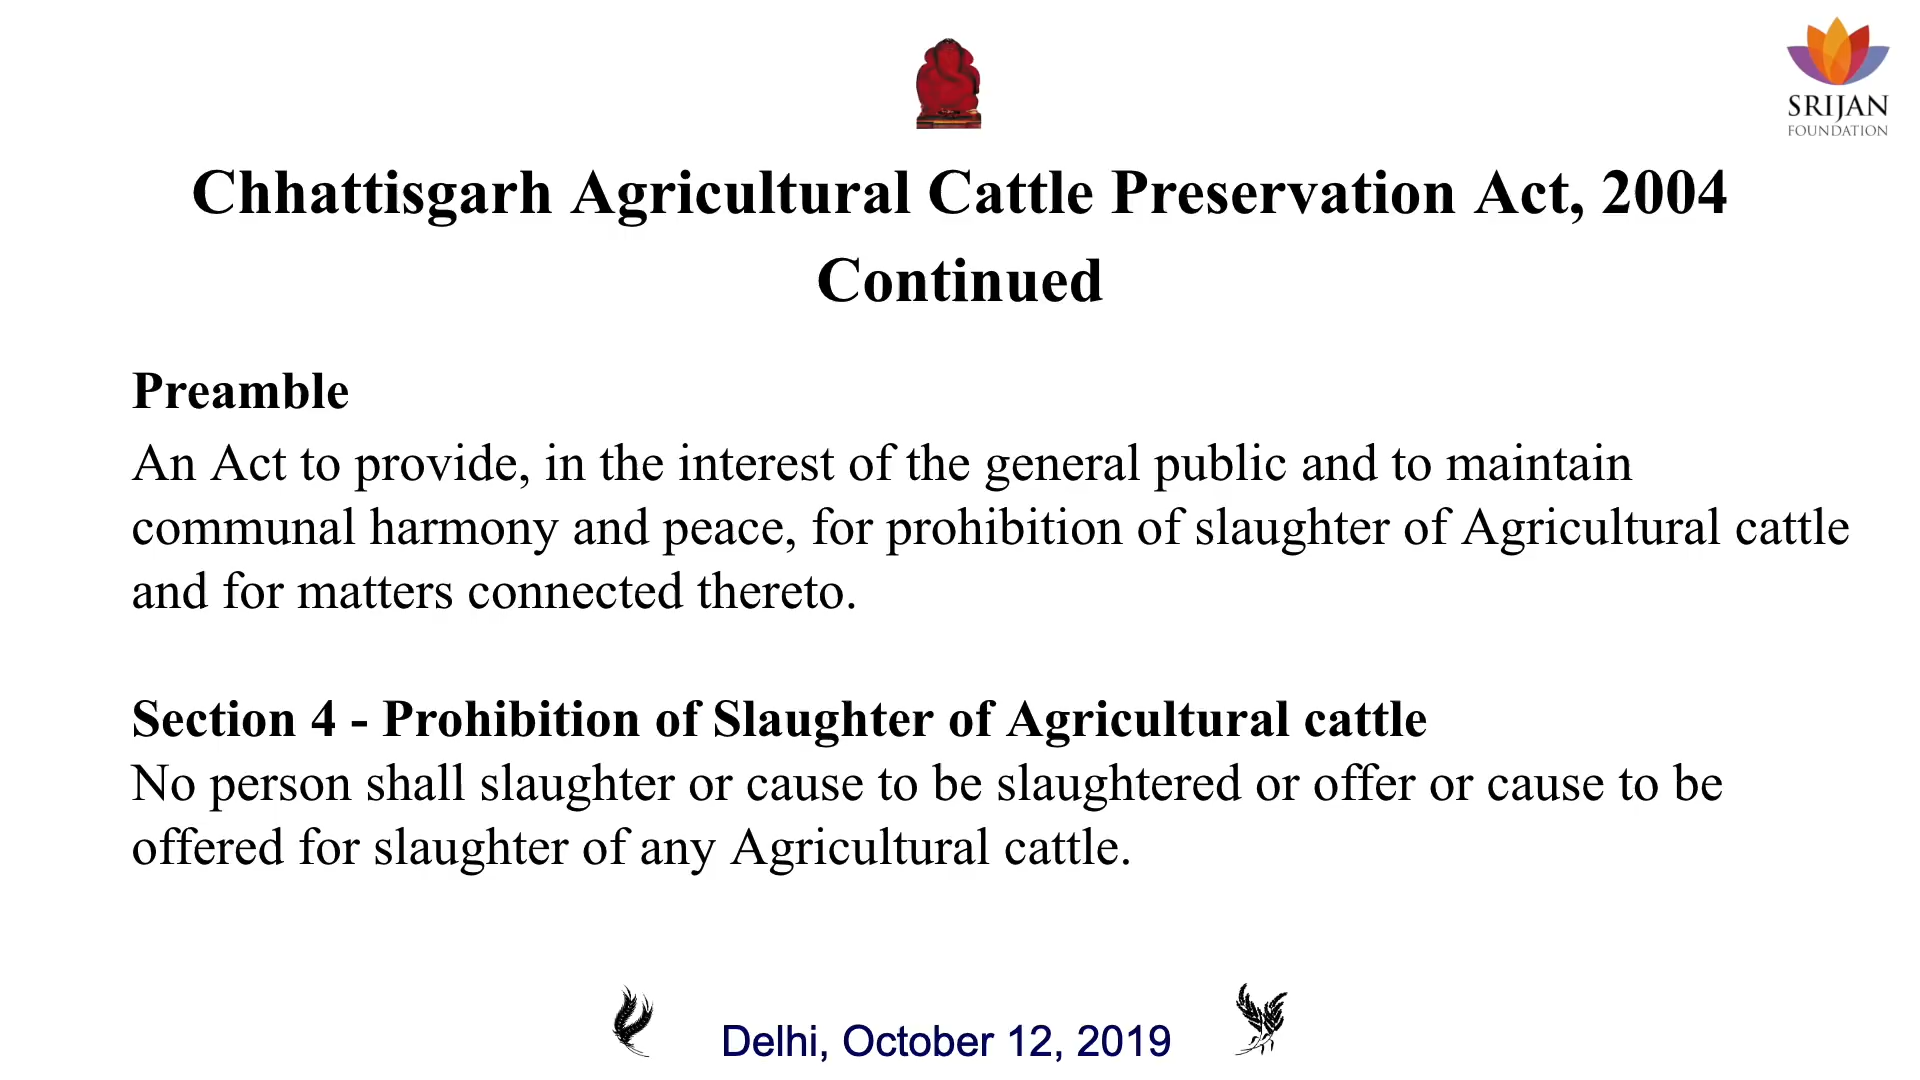 SRIJAN
FOUNDATION
Chhattisgarh Agricultural Cattle Preservation Act, 2004
Continued
Preamble
An Act to provide, in the interest of the general public and to maintain
communal harmony and peace, for prohibition of slaughter of Agricultural cattle
and for matters connected thereto.
Section 4 - Prohibition of Slaughter of Agricultural cattle
No person shall slaughter or cause to be slaughtered or offer or cause to be
offered for slaughter of any Agricultural cattle.
Delhi, October 12, 2019